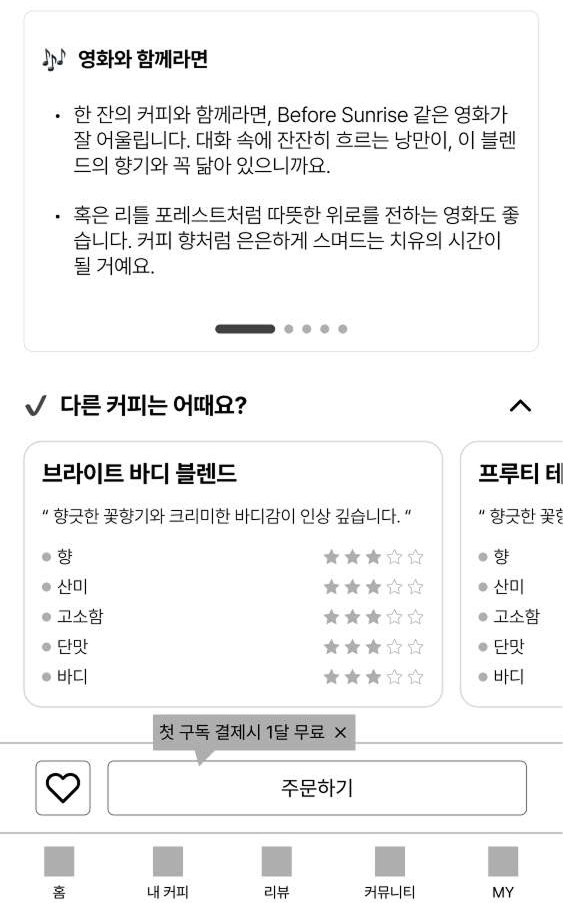 영화와 함께라면
• 한 잔의 커피와 함께라면, Before Sunrise 같은 영화가
잘 어울립니다. 대화 속에 잔잔히 흐르는 낭만이, 이 블렌
드의 향기와 꼭 닮아 있으니까요.
• 혹은 리틀 포레스트처럼 따뜻한 위로를 전하는 영화도 좋
습니다. 커피 향처럼 은은하게 스며드는 치유의 시간이
될 거예요.
다른 커피는 어때요?
브라이트 바디 블렌드
“ 향긋한 꽃향기와 크리미한 바디감이 인상 깊습니다. “
향
산미
고소함
단맛
바디
프루티 테
“ 향긋한 꽃향
향
산미
고소함
단맛
바디
첫 구독 결제시 1달 무료 ×
주문하기
홈
내 커피
리뷰
커뮤니티
MY